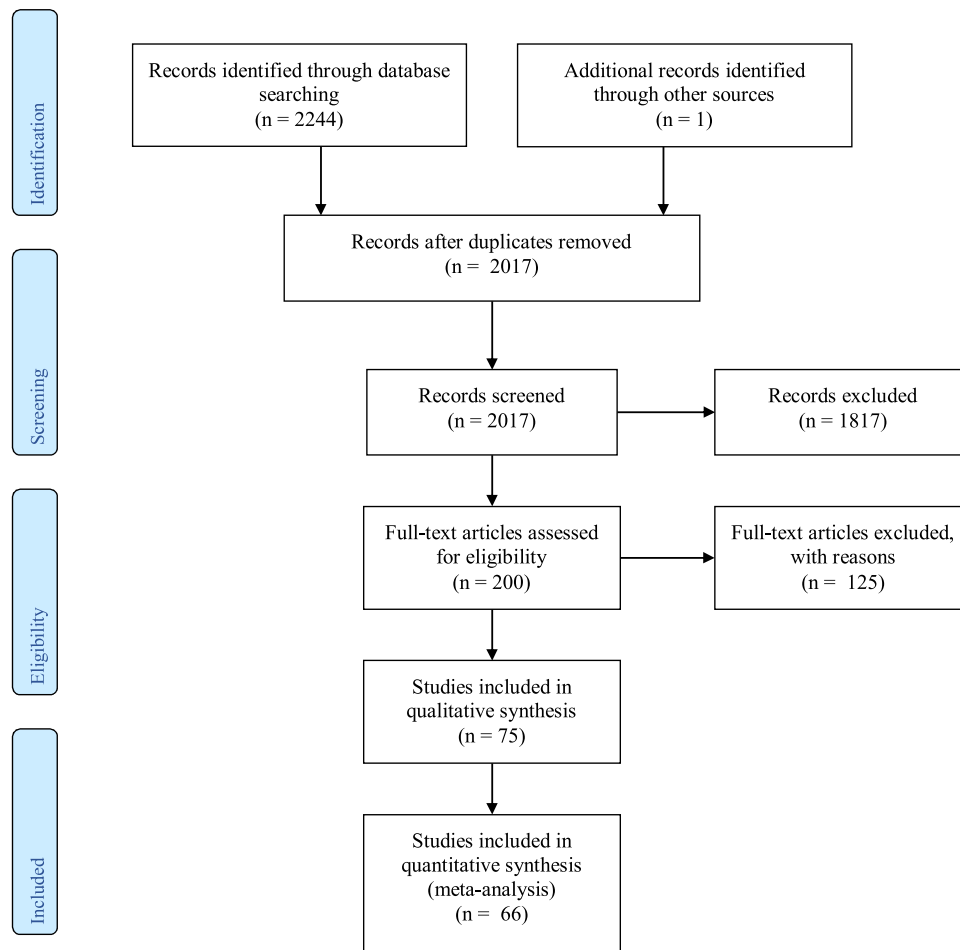 Identification
Records identified through database
searching
(n = 2244)
Additional records identified
through other sources
(n = 1)
Records after duplicates removed
(n = 2017)
Screening
Records screened
(n = 2017)
Records excluded
(n = 1817)
Eligibility
Full-text articles assessed
for eligibility
(n = 200)
Full-text articles excluded,
with reasons
(n = 125)
Studies included in
qualitative synthesis
(n = 75)
Included
Studies included in
quantitative synthesis
(meta-analysis)
(n = 66)